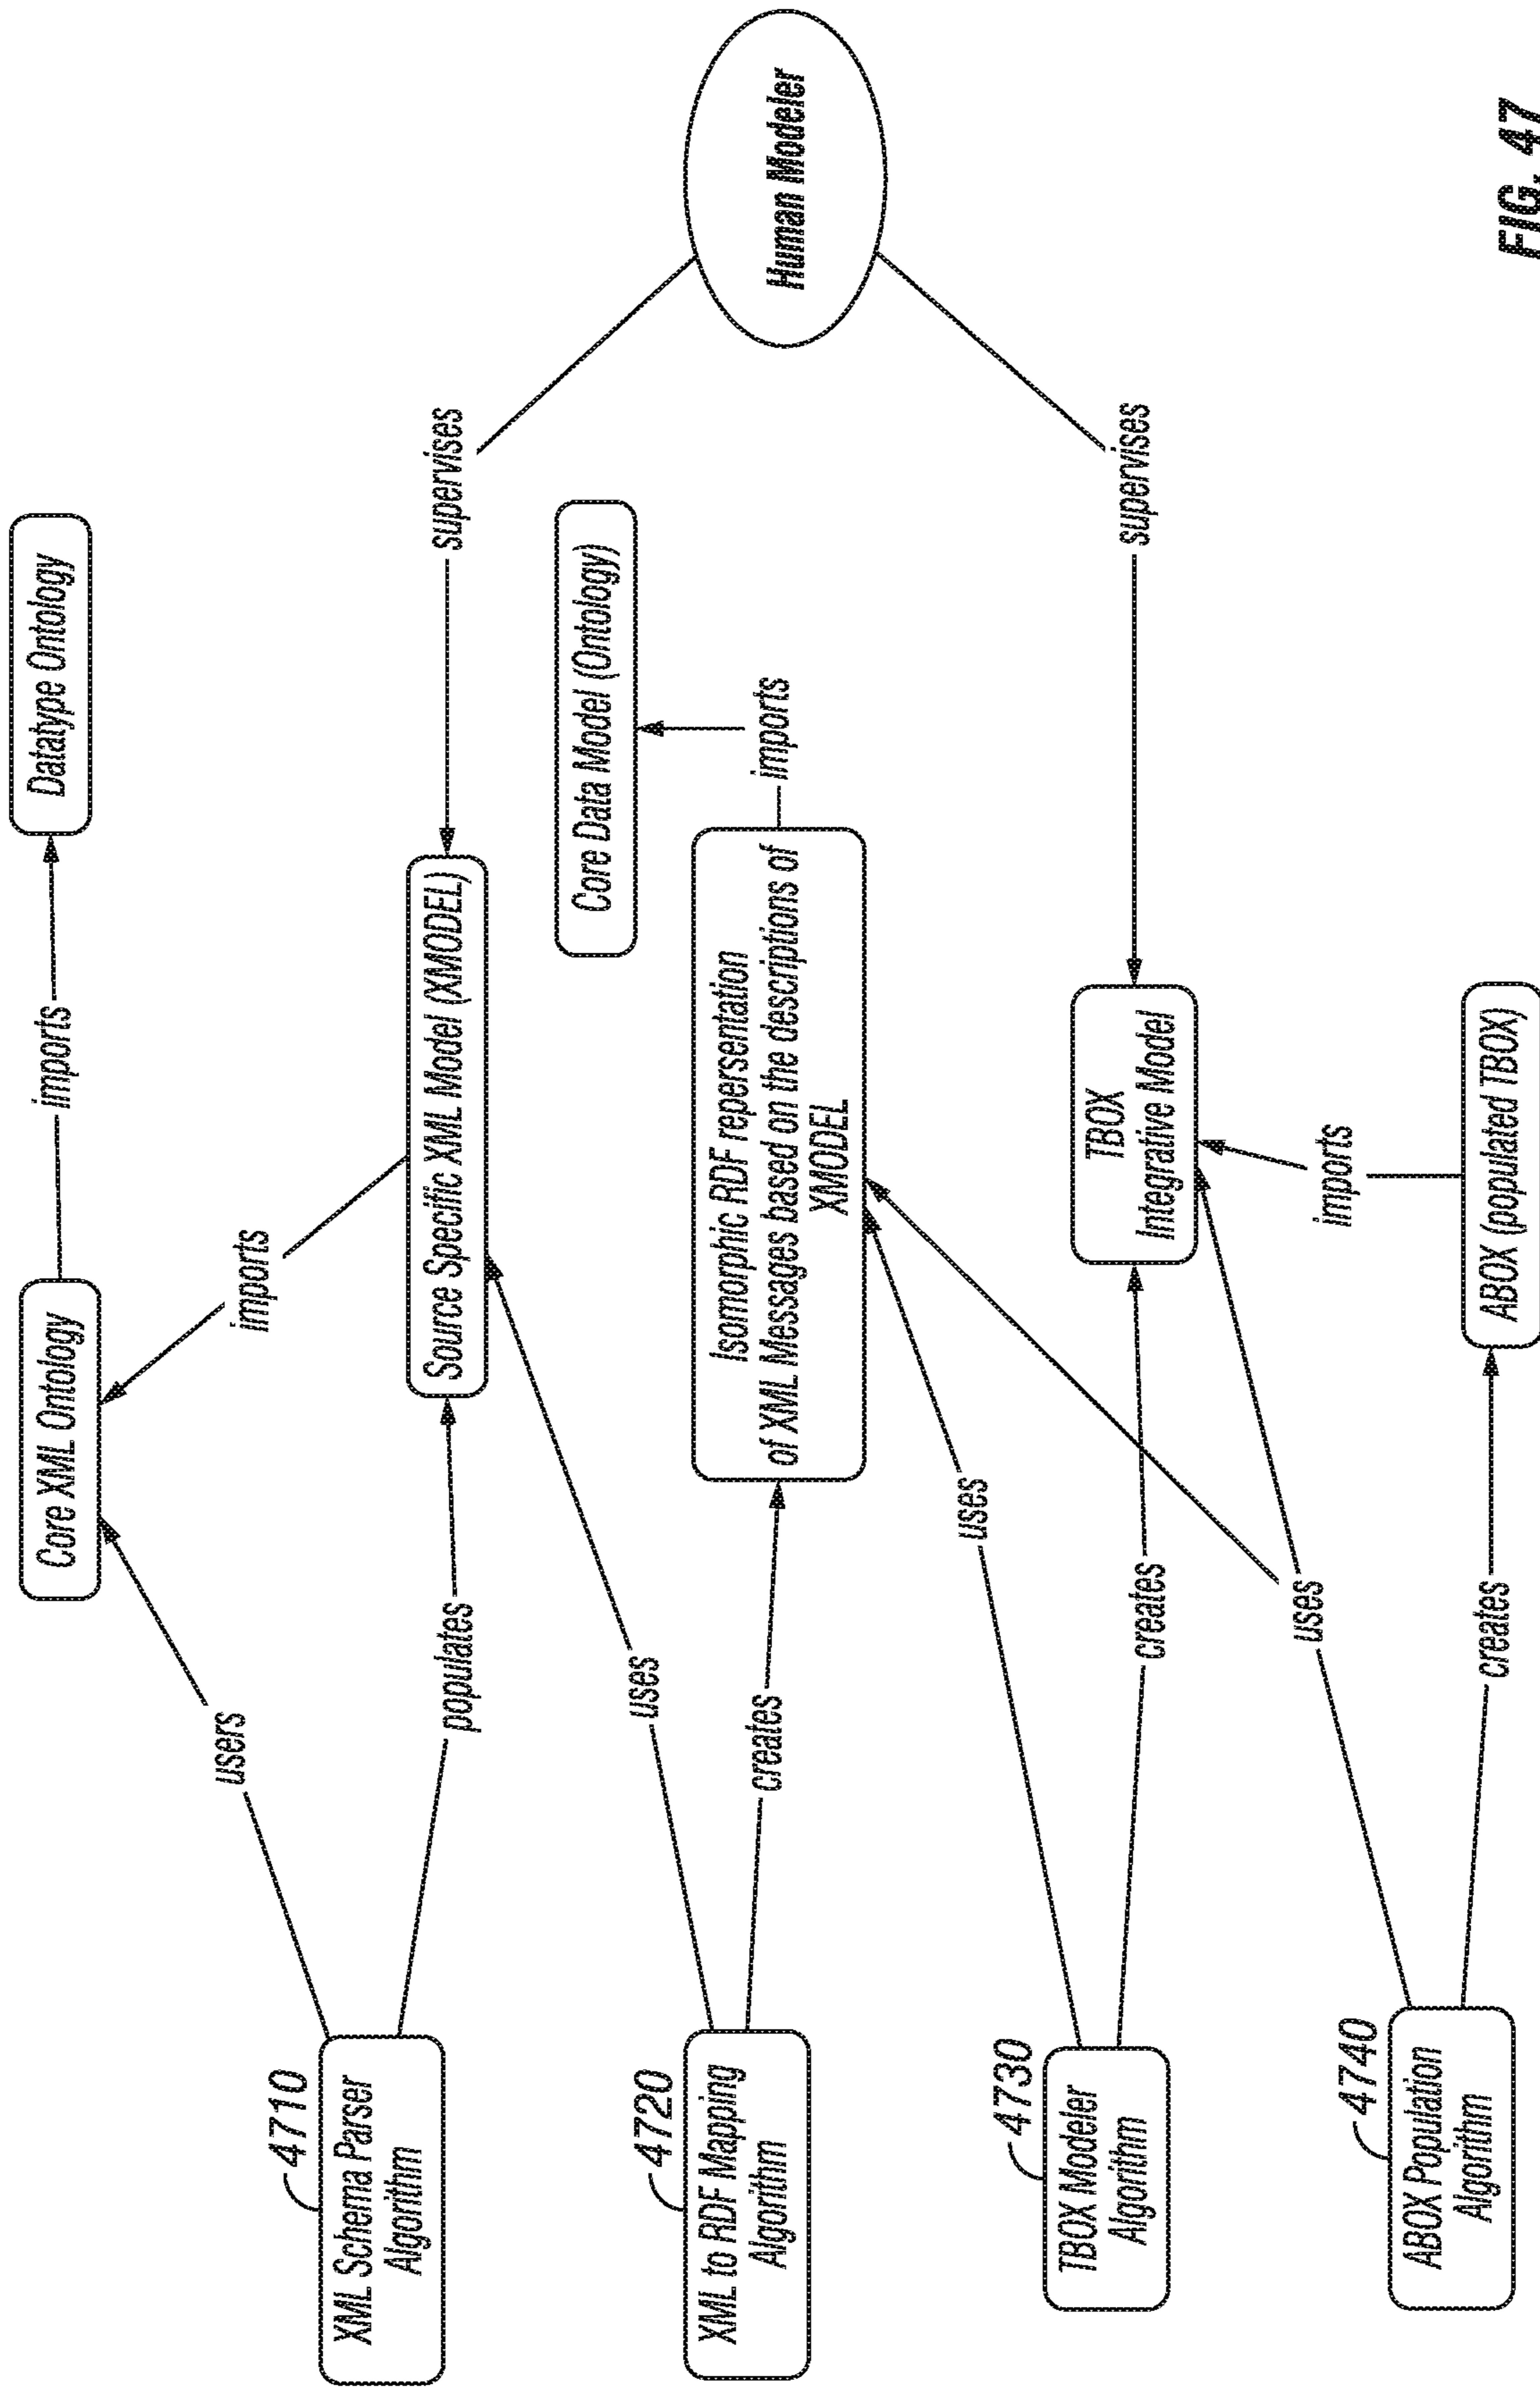 Datatype Ontology
imports
Core XML Ontology
users
4710
XML Schema Parser
Algorithm
imports
populates
Source Specific XML Model (XMODEL)
supervises
Human Modeler
4720
XML to RDF Mapping
Algorithm
uses
creates
Isomorphic RDF repersentation
of XML Messages based on the descriptions of
XMODEL
imports
Core Data Model (Ontology)
4730
TBOX Modeler
Algorithm
uses
creates
TBOX
Integrative Model
supervises
4740
ABOX Population
Algorithm
uses
creates
ABOX (populated TBOX)
imports
FIG. 47